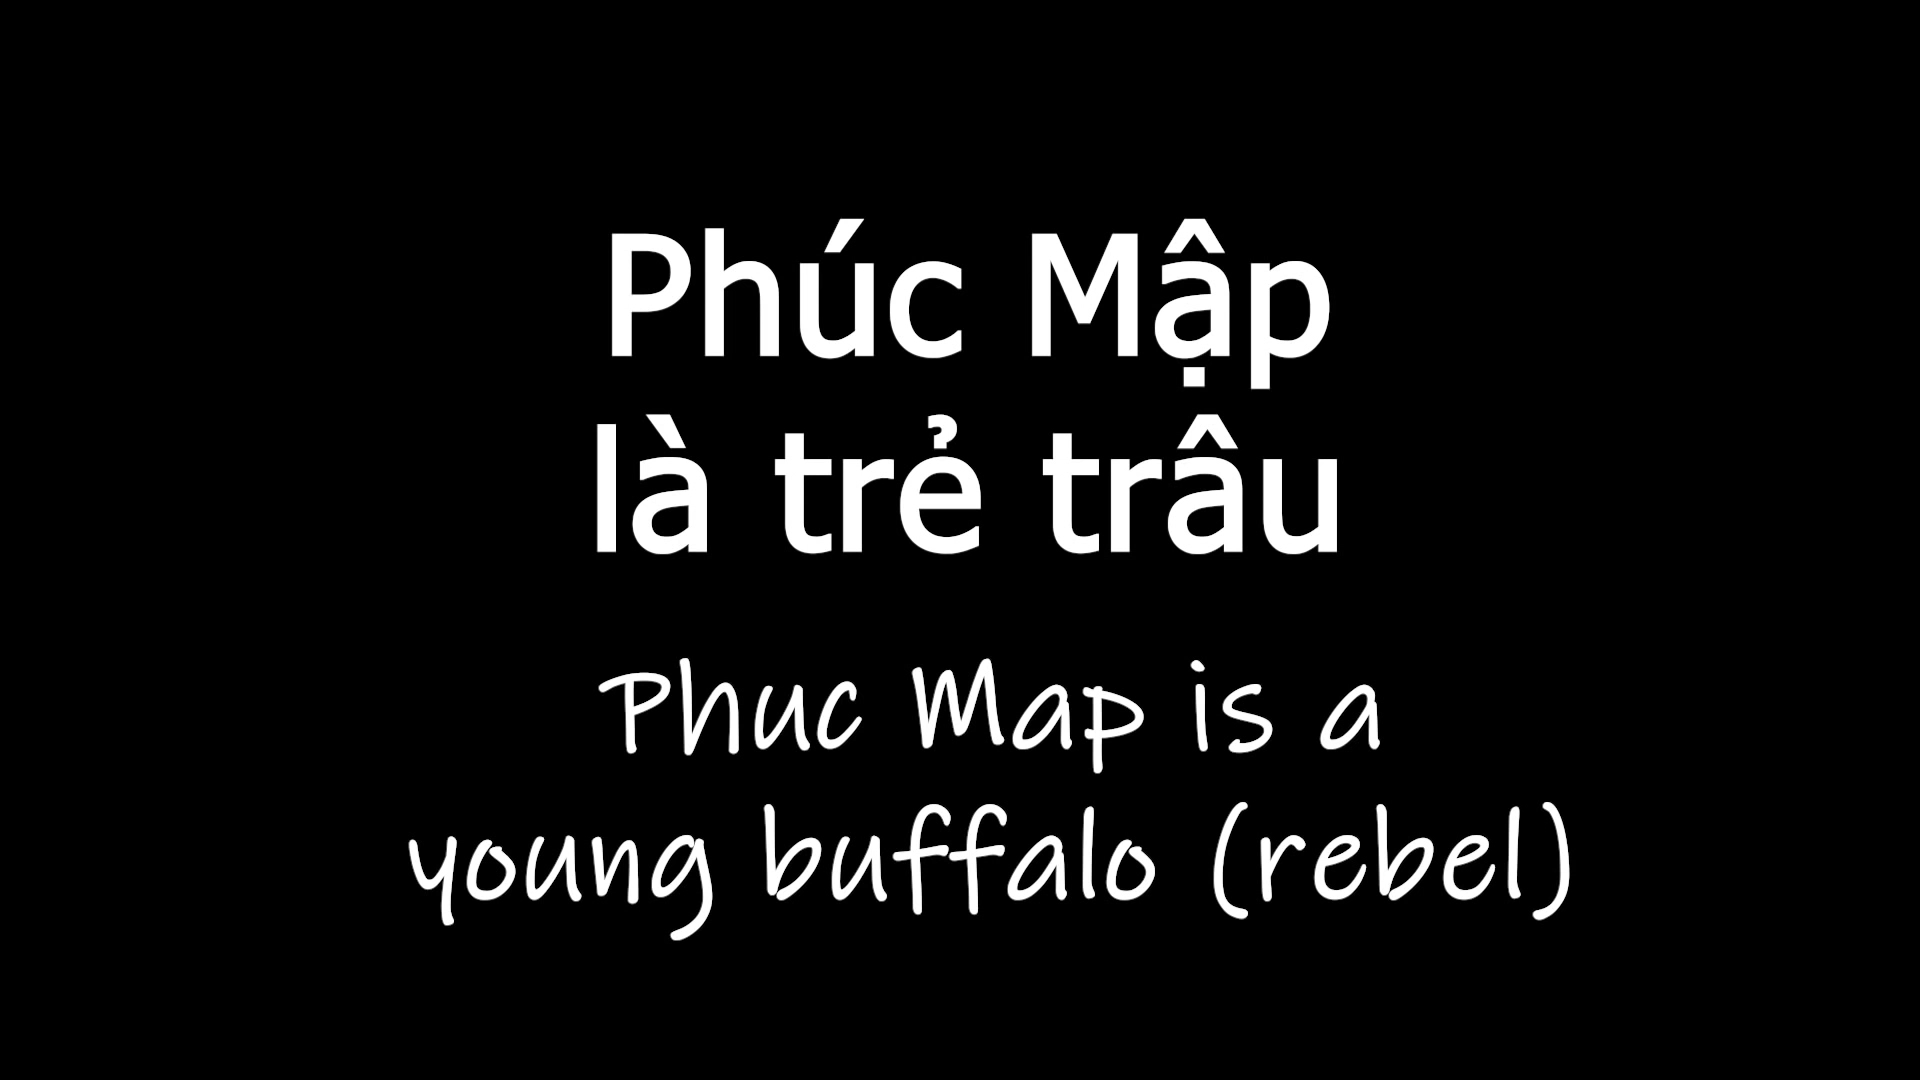 Phúc Mập
là trẻ trâu
Phuc Map is a
young buffalo (rebel)